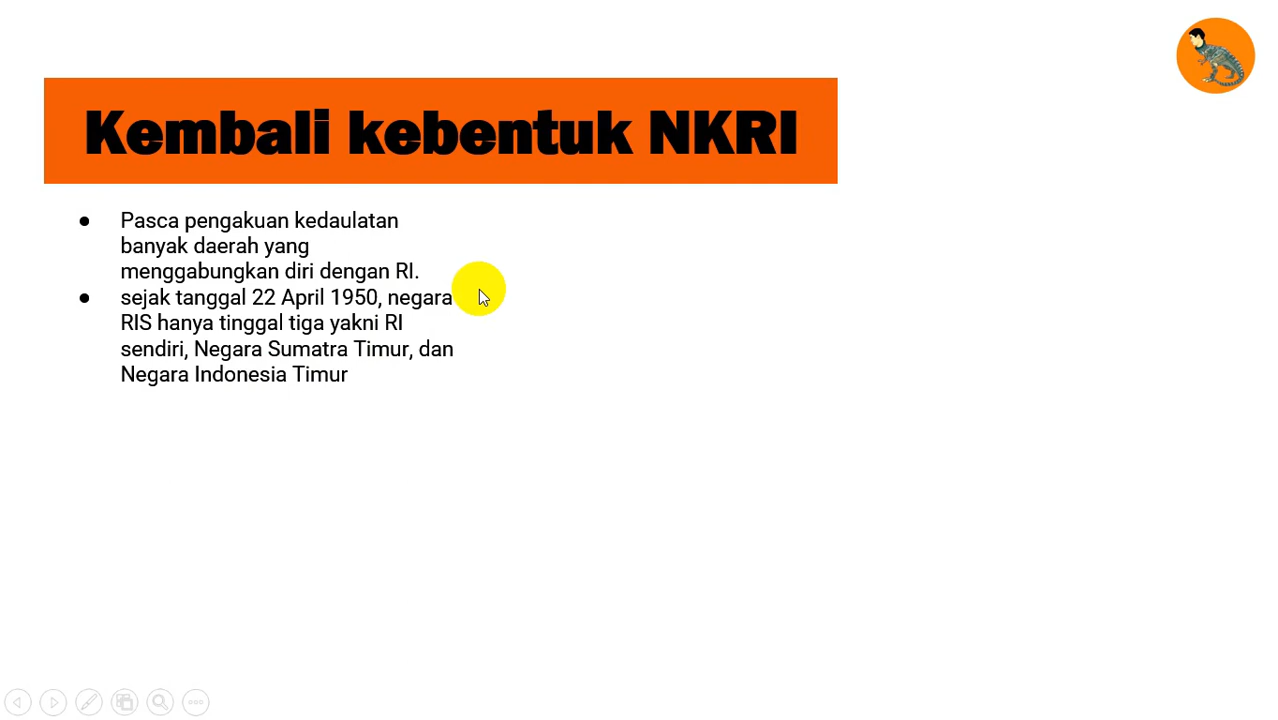 Kembali kebentuk NKRI
● Pasca pengakuan kedaulatan
banyak daerah yang
menggabungkan diri dengan RI.
● sejak tanggal 22 April 1950, negara
RIS hanya tinggal tiga yakni RI
sendiri, Negara Sumatra Timur, dan
Negara Indonesia Timur